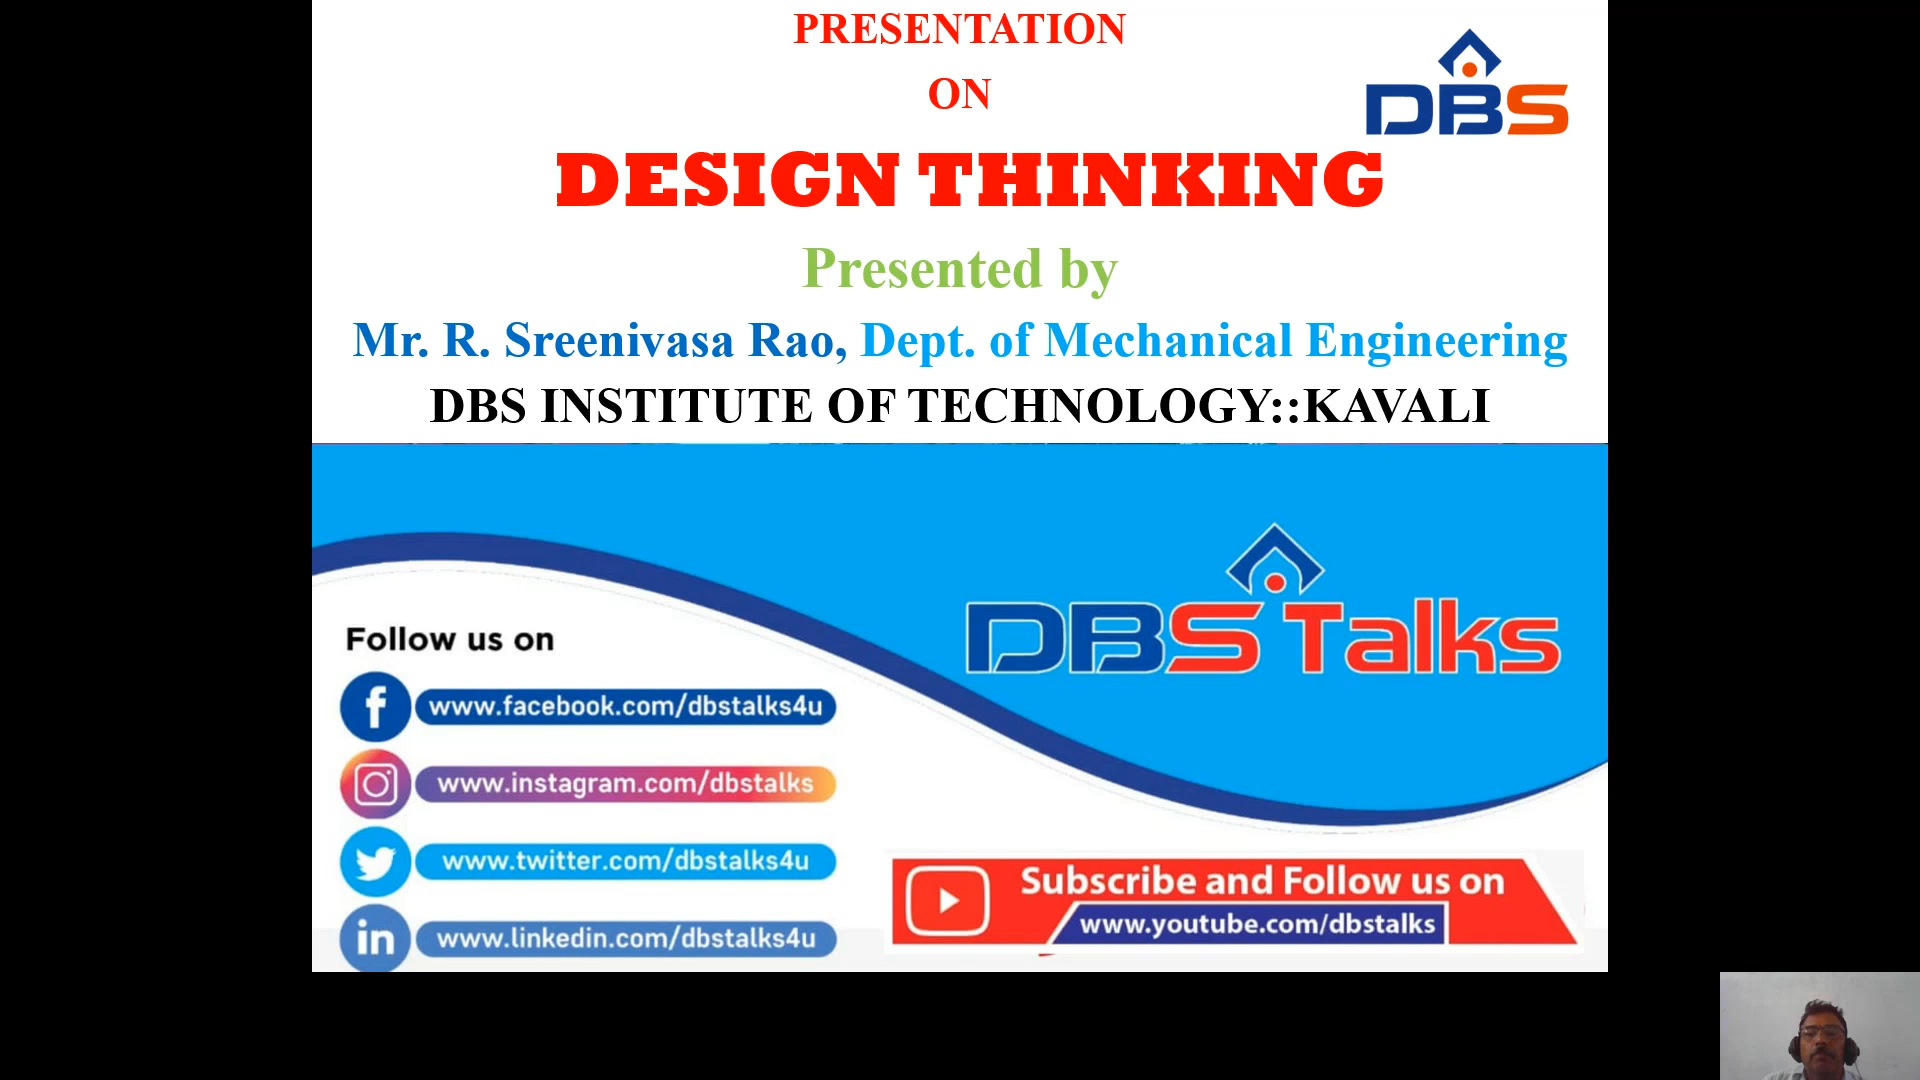 PRESENTATION
ON
DBS
DESIGN THINKING
Presented by
Mr. R. Sreenivasa Rao, Dept. of Mechanical Engineering
DBS INSTITUTE OF TECHNOLOGY::KAVALI
DBS Talks
Follow us on
www.facebook.com/dbstalks4u
www.instagram.com/dbstalks
www.twitter.com/dbstalks4u
www.linkedin.com/dbstalks4u
Subscribe and Follow us on
www.youtube.com/dbstalks